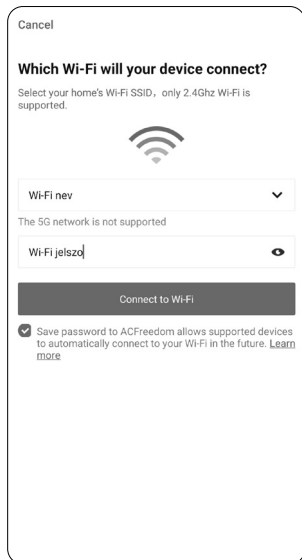 Cancel
Which Wi-Fi will your device connect?
Select your home's Wi-Fi SSID, only 2.4Ghz Wi-Fi is
supported.
Wi-Fi nev
The 5G network is not supported
Wi-Fi jelszo
Connect to Wi-Fi
Save password to ACFreedom allows supported devices
to automatically connect to your Wi-Fi in the future. Learn
more